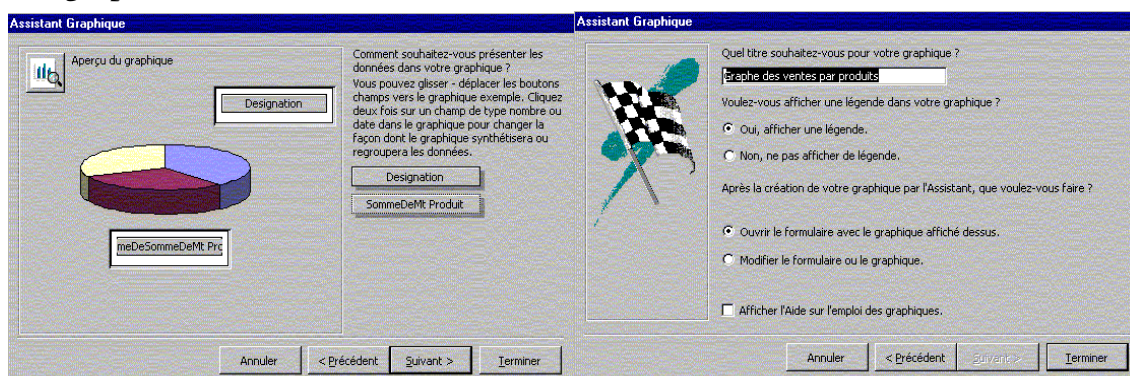 Assistant Graphique
Aperçu du graphique
Designation
meDeSommeDeMt Prc
Comment souhaitez-vous présenter les
données dans votre graphique ?
Vous pouvez glisser - déplacer les boutons
champs vers le graphique exemple. Cliquez
deux fois sur un champ de type nombre ou
date dans le graphique pour changer la
façon dont le graphique synthétisera ou
regroupera les données.
Designation
SommeDeMt Produit
Annuler
< Précédent
Suivant >
Terminer
Assistant Graphique
Quel titre souhaitez-vous pour votre graphique ?
Graphe des ventes par produits
Voulez-vous afficher une légende dans votre graphique ?
Oui, afficher une légende.
Non, ne pas afficher de légende.
Après la création de votre graphique par l'Assistant, que voulez-vous faire ?
Ouvrir le formulaire avec le graphique affiché dessus.
Modifier le formulaire ou le graphique.
Afficher l'Aide sur l'emploi des graphiques.
Annuler
< Précédent
Suivant >
Terminer